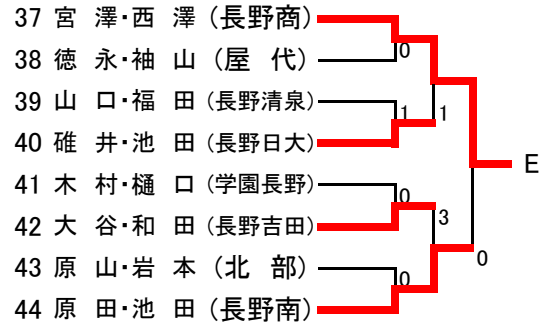 37 宮 澤・西 澤 (長野商)
38 徳 永・袖 山 (屋 代)
39 山 口・福 田 (長野清泉)
40 碓 井・池 田 (長野日大)
41 木 村・樋 口 (学園長野)
42 大 谷・和 田 (長野吉田)
43 原 山・岩 本 (北 部)
44 原 田・池 田 (長野南)
0
1
1
E
0
3
0
0